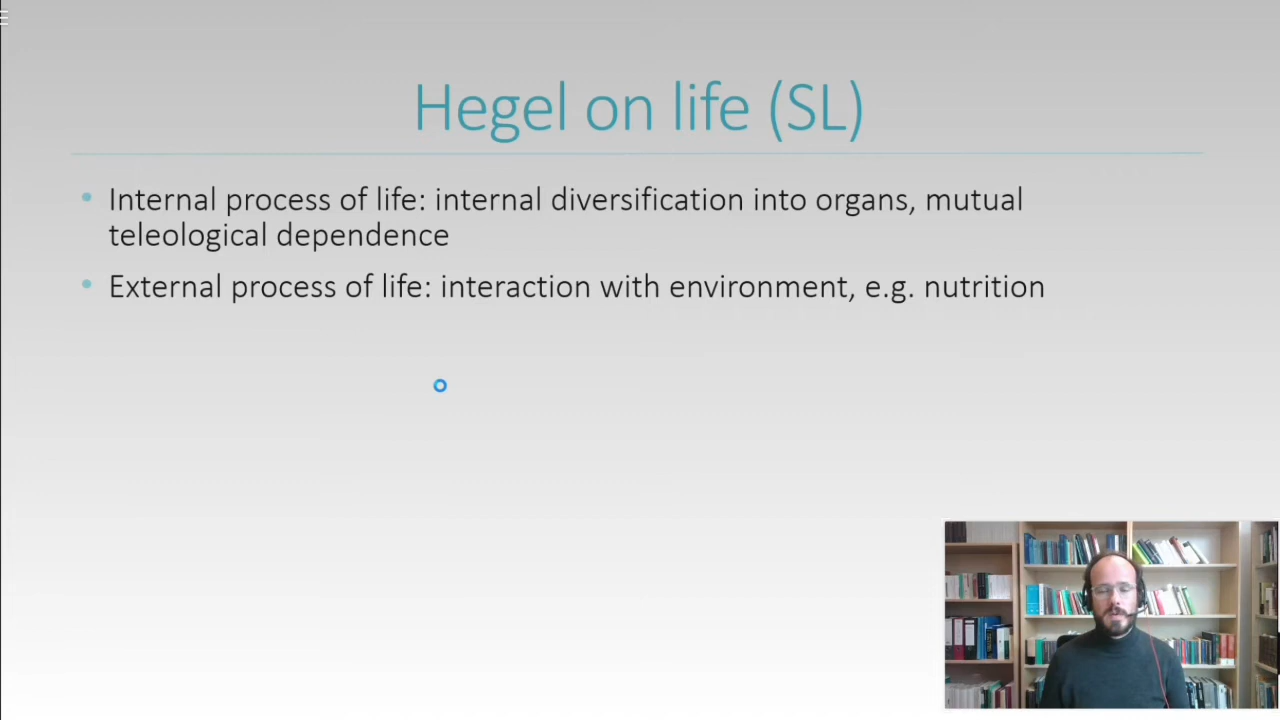 Hegel on life (SL)
• Internal process of life: internal diversification into organs, mutual
teleological dependence
• External process of life: interaction with environment, e.g. nutrition